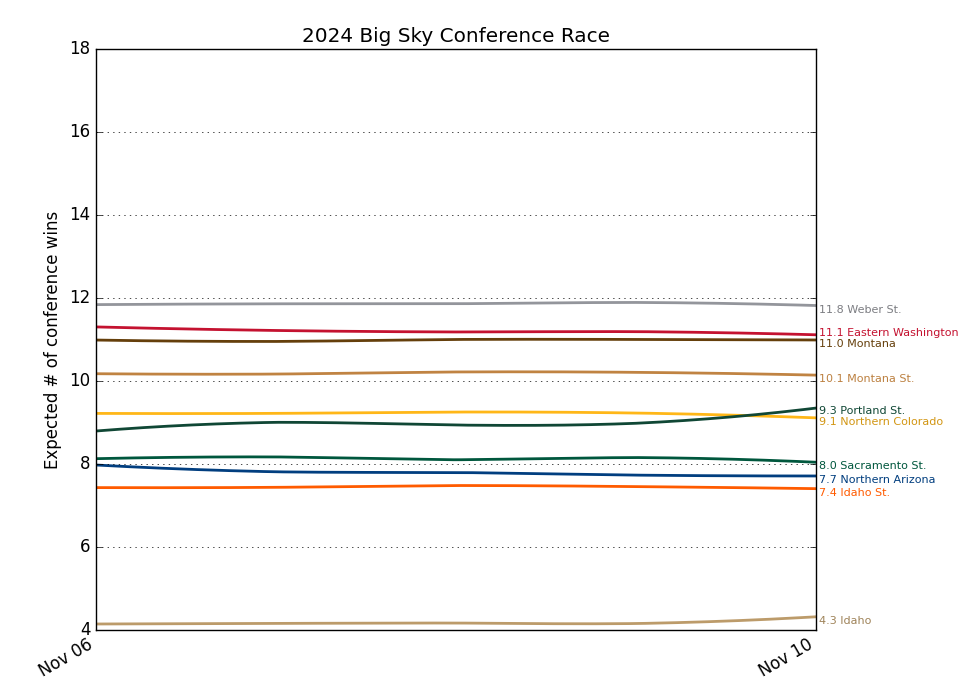 2024 Big Sky Conference Race
Expected # of conference wins
18
16
14
12
10
8
6
4
Nov 06
Nov 10
11.8 Weber St.
11.1 Eastern Washington
11.0 Montana
10.1 Montana St.
9.3 Portland St.
9.1 Northern Colorado
8.0 Sacramento St.
7.7 Northern Arizona
7.4 Idaho St.
4.3 Idaho